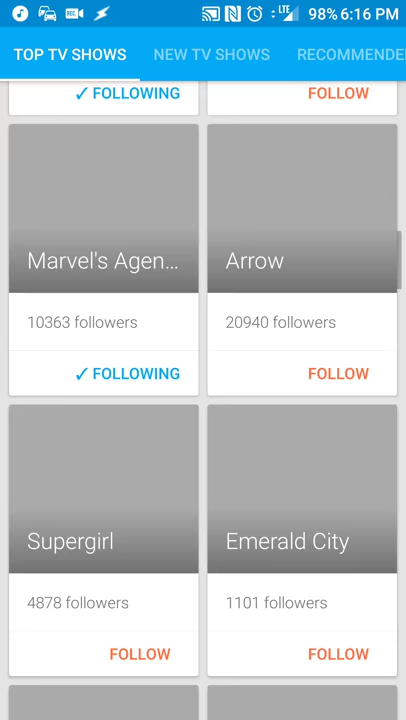 98% 6:16 PM
TOP TV SHOWS NEW TV SHOWS RECOMMENDE
✓ FOLLOWING FOLLOW
Marvel's Agen... Arrow
10363 followers 20940 followers
✓ FOLLOWING FOLLOW
Supergirl Emerald City
4878 followers 1101 followers
FOLLOW FOLLOW